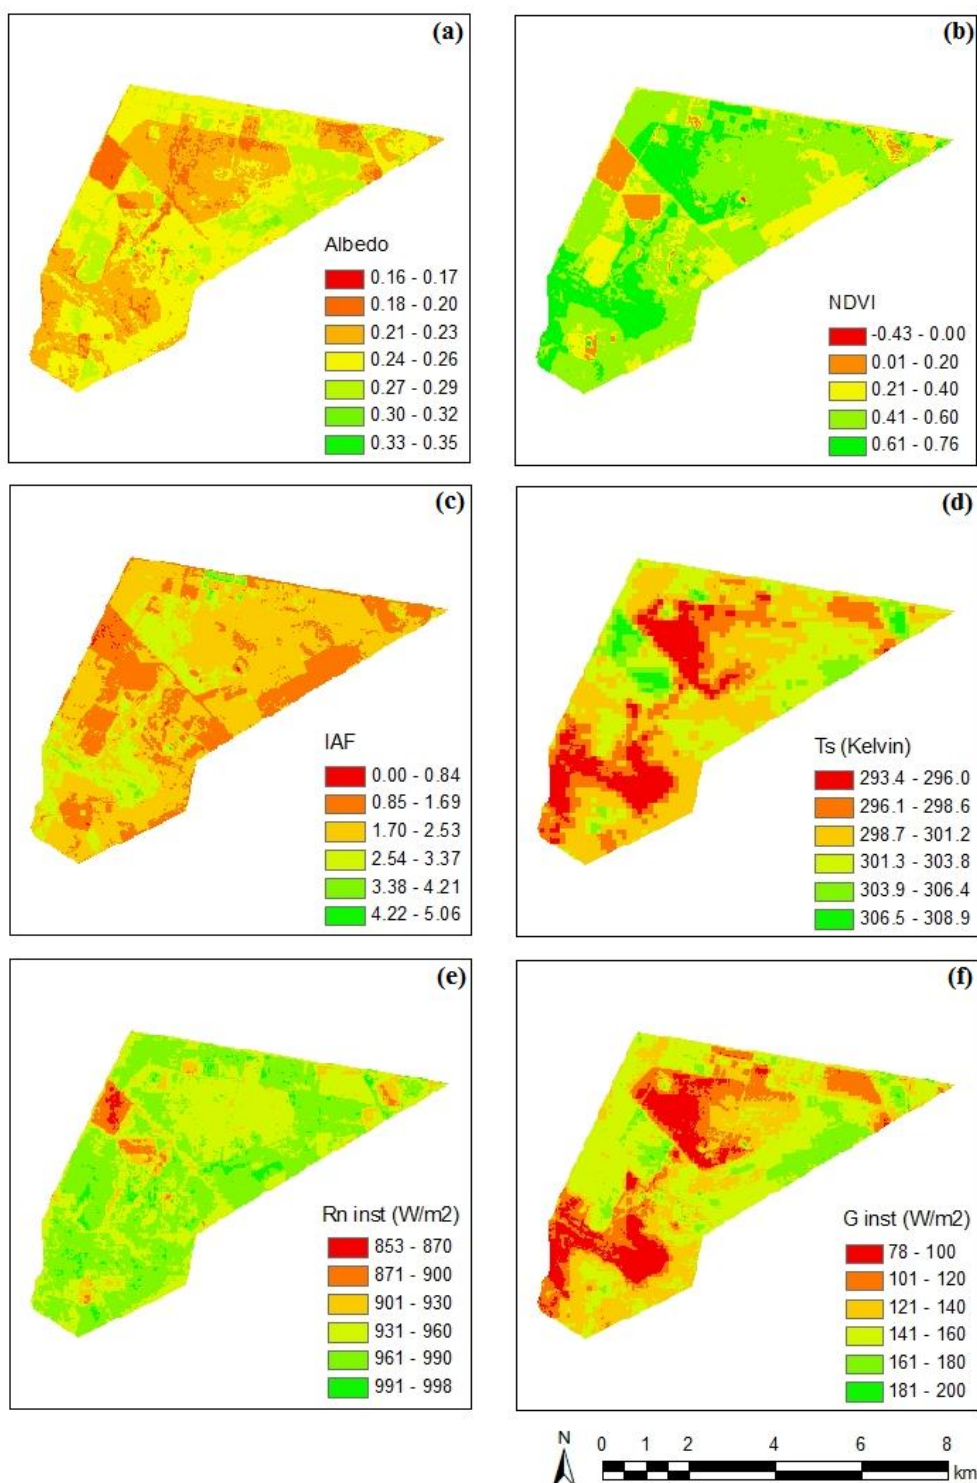 (a)
Albedo
0.16 - 0.17
0.18 - 0.20
0.21 - 0.23
0.24 - 0.26
0.27 - 0.29
0.30 - 0.32
0.33 - 0.35
(b)
NDVI
-0.43 - 0.00
0.01 - 0.20
0.21 - 0.40
0.41 - 0.60
0.61 - 0.76
(c)
IAF
0.00 - 0.84
0.85 - 1.69
1.70 - 2.53
2.54 - 3.37
3.38 - 4.21
4.22 - 5.06
(d)
Ts (Kelvin)
293.4 - 296.0
296.1 - 298.6
298.7 - 301.2
301.3 - 303.8
303.9 - 306.4
306.5 - 308.9
(e)
Rn inst (W/m2)
853 - 870
871 - 900
901 - 930
931 - 960
961 - 990
991 - 998
(f)
G inst (W/m2)
78 - 100
101 - 120
121 - 140
141 - 160
161 - 180
181 - 200
N
0 1 2 4 6 8
km